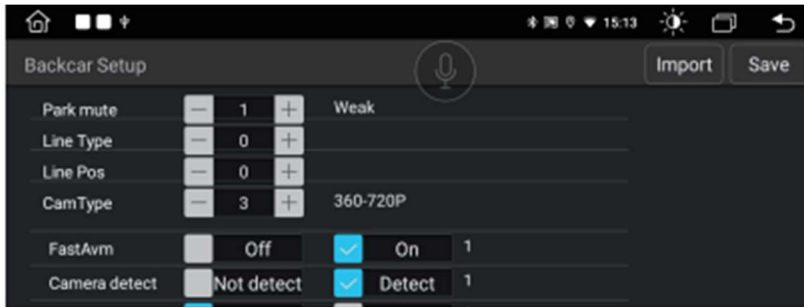 15:13
Backcar Setup Import Save
Park mute − 1 + Weak
Line Type − 0 +
Line Pos − 0 +
CamType − 3 + 360-720P
FastAvm Off On 1
Camera detect Not detect Detect 1